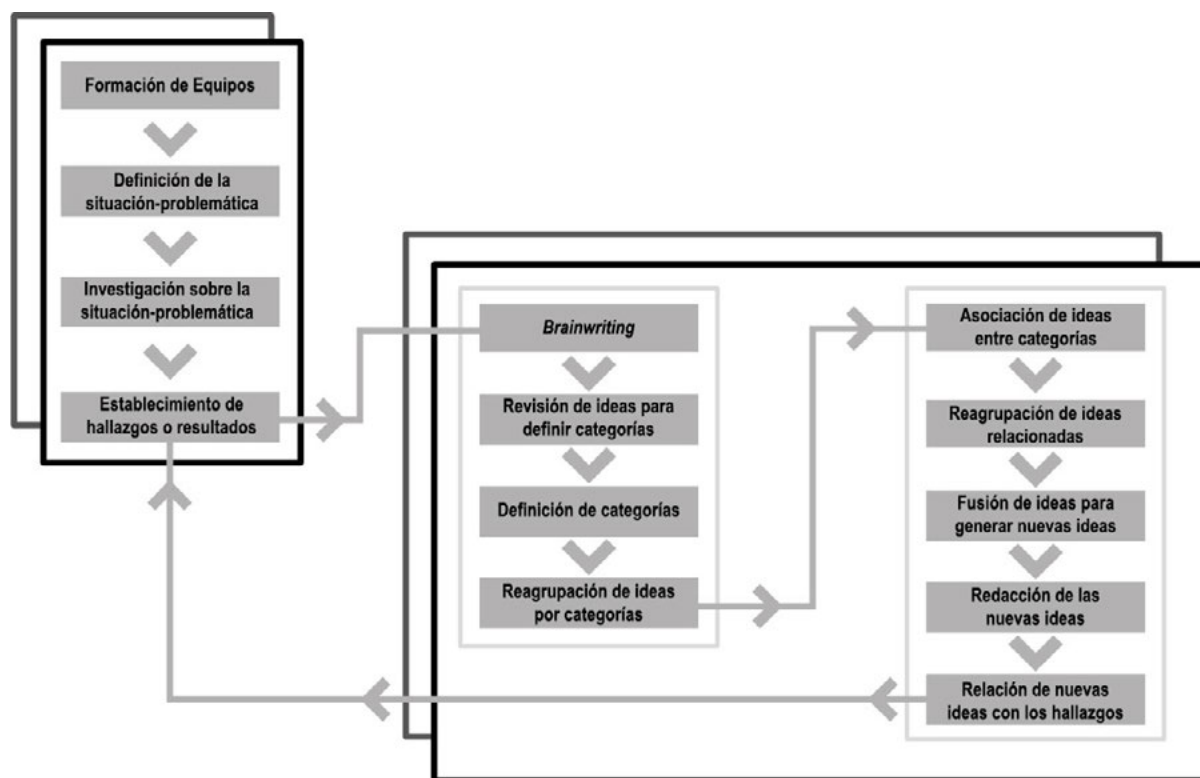 Formación de Equipos
Definición de la
situación-problemática
Investigación sobre la
situación-problemática
Establecimiento de
hallazgos o resultados
Brainwriting
Revisión de ideas para
definir categorías
Definición de categorías
Reagrupación de ideas
por categorías
Asociación de ideas
entre categorías
Reagrupación de ideas
relacionadas
Fusión de ideas para
generar nuevas ideas
Redacción de las
nuevas ideas
Relación de nuevas
ideas con los hallazgos